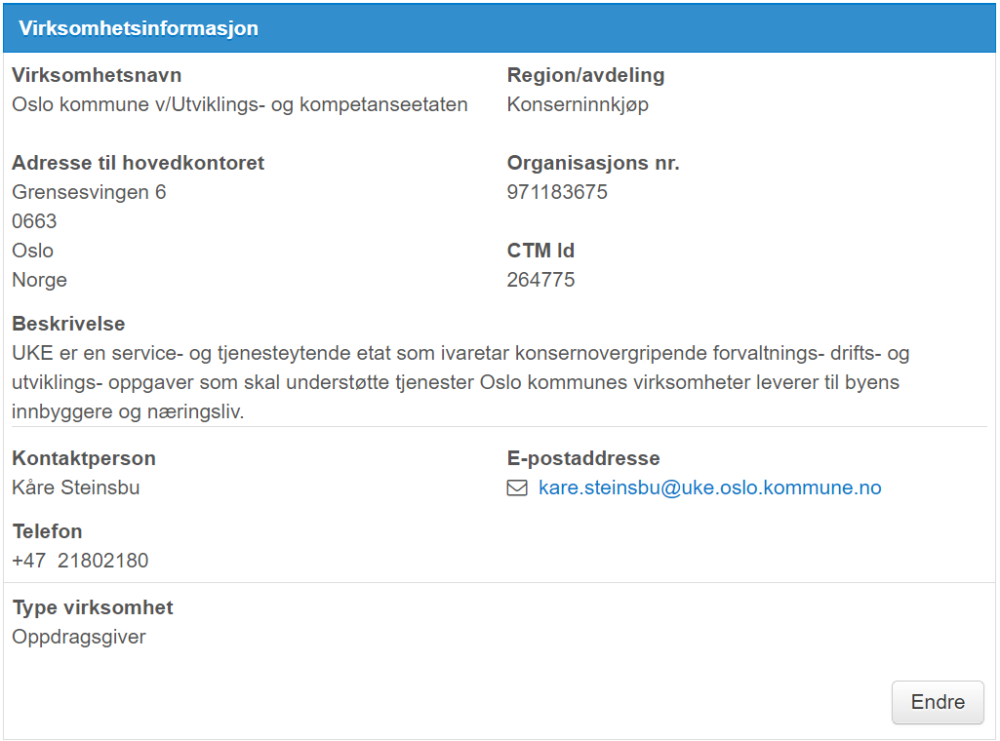 Virksomhetsinformasjon
Virksomhetsnavn
Oslo kommune v/Utviklings- og kompetanseetaten
Region/avdeling
Konserninnkjøp
Adresse til hovedkontoret
Grensesvingen 6
0663
Oslo
Norge
Organisasjons nr.
971183675
CTM Id
264775
Beskrivelse
UKE er en service- og tjenesteytende etat som ivaretar konsernovergripende forvaltnings- drifts- og
utviklings- oppgaver som skal understøtte tjenester Oslo kommunes virksomheter leverer til byens
innbyggere og næringsliv.
Kontaktperson
Kåre Steinsbu
E-postaddresse
kare.steinsbu@uke.oslo.kommune.no
Telefon
+47 21802180
Type virksomhet
Oppdragsgiver
Endre